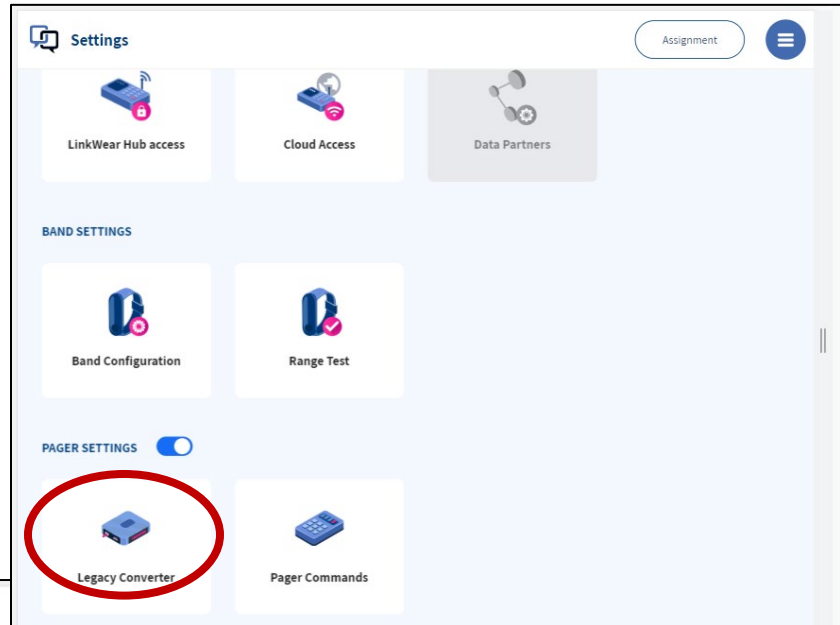 Settings
Assignment
LinkWear Hub access
Cloud Access
Data Partners
BAND SETTINGS
Band Configuration
Range Test
PAGER SETTINGS
Legacy Converter
Pager Commands